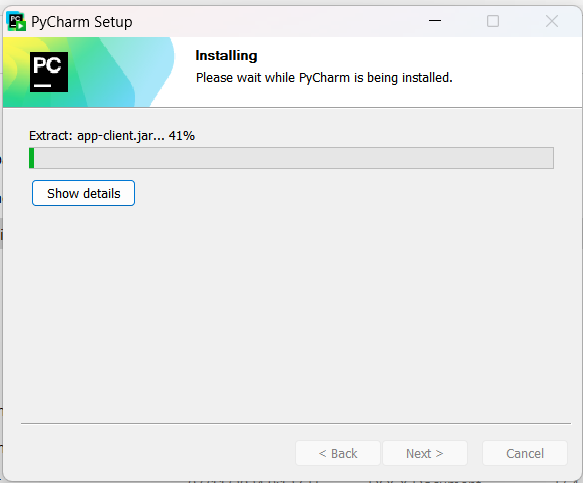 PC PyCharm Setup
PC
Installing
Please wait while PyCharm is being installed.
Extract: app-client.jar... 41%
Show details
< Back
Next >
Cancel